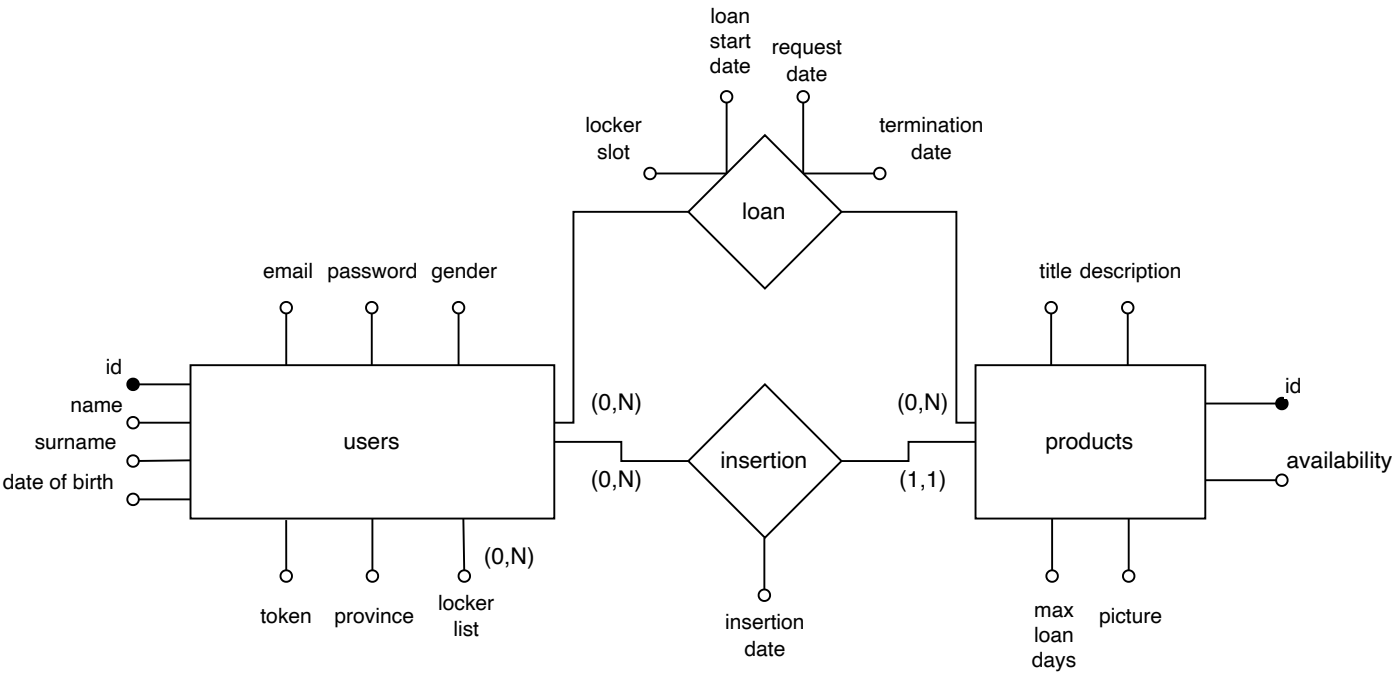 loan
start
date
request
date
locker
slot
termination
date
loan
email password gender
title description
id
name
surname
date of birth
users
(0,N)
(0,N)
insertion
(0,N)
(1,1)
products
id
availability
(0,N)
token
province
locker
list
insertion
date
max
loan
days
picture